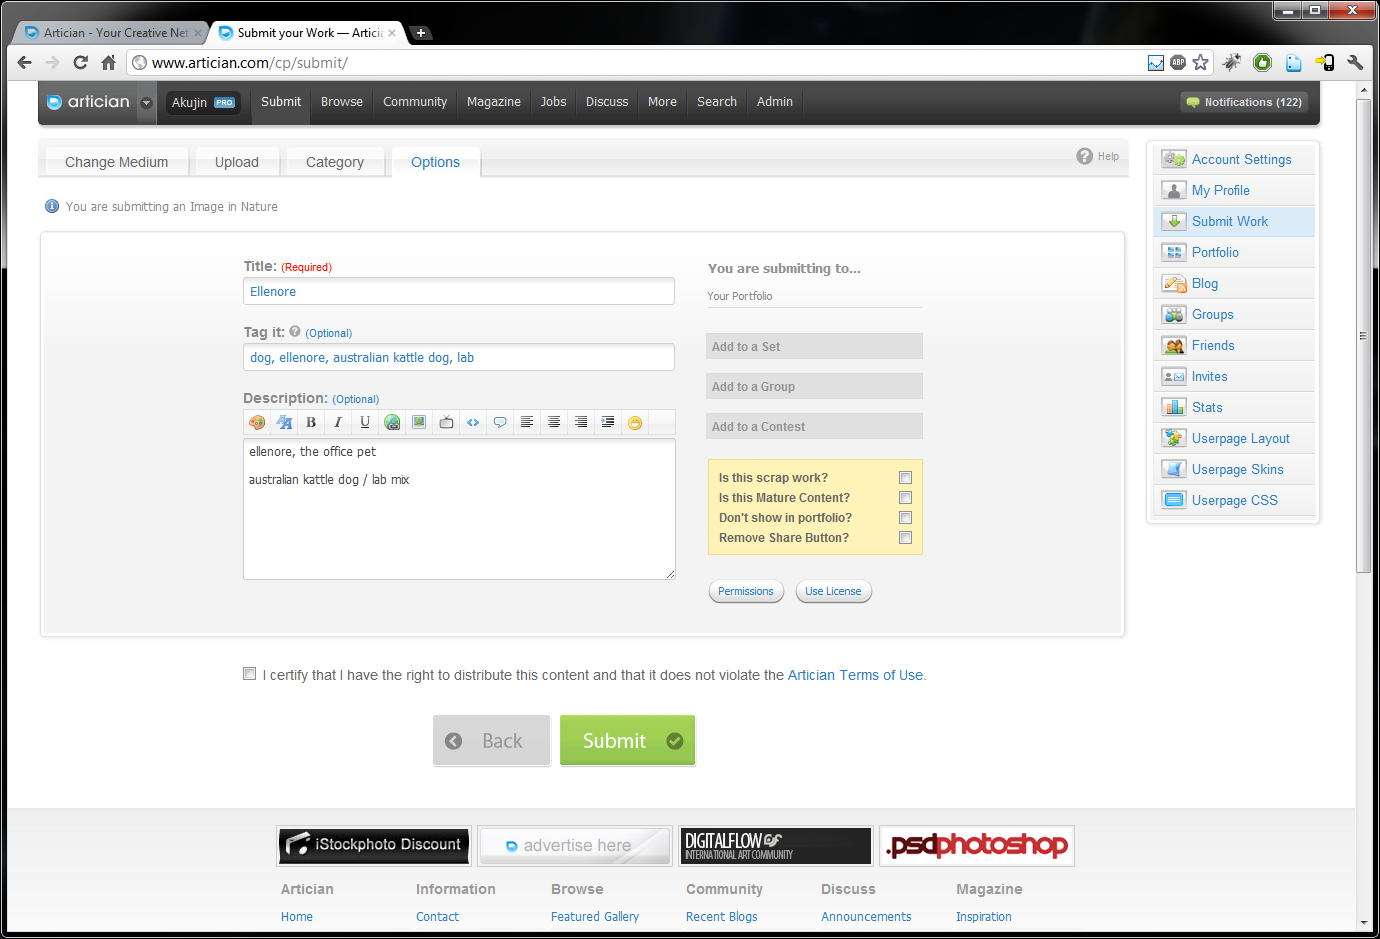 Artician - Your Creative Net
Submit your Work — Artici
www.artician.com/cp/submit/
ABP
artician
Akujin PRO
Submit
Browse
Community
Magazine
Jobs
Discuss
More
Search
Admin
Notifications (122)
Change Medium
Upload
Category
Options
Help
You are submitting an Image in Nature
Title: (Required)
Ellenore
Tag it: (Optional)
dog, ellenore, australian kattle dog, lab
Description: (Optional)
B I U
ellenore, the office pet
australian kattle dog / lab mix
You are submitting to...
Your Portfolio
Add to a Set
Add to a Group
Add to a Contest
Is this scrap work?
Is this Mature Content?
Don't show in portfolio?
Remove Share Button?
Permissions
Use License
I certify that I have the right to distribute this content and that it does not violate the Artician Terms of Use.
Back
Submit
Account Settings
My Profile
Submit Work
Portfolio
Blog
Groups
Friends
Invites
Stats
Userpage Layout
Userpage Skins
Userpage CSS
iStockphoto Discount
advertise here
DIGITALFLOW
INTERNATIONAL ART COMMUNITY
.psdphotoshop
Artician
Information
Browse
Community
Discuss
Magazine
Home
Contact
Featured Gallery
Recent Blogs
Announcements
Inspiration